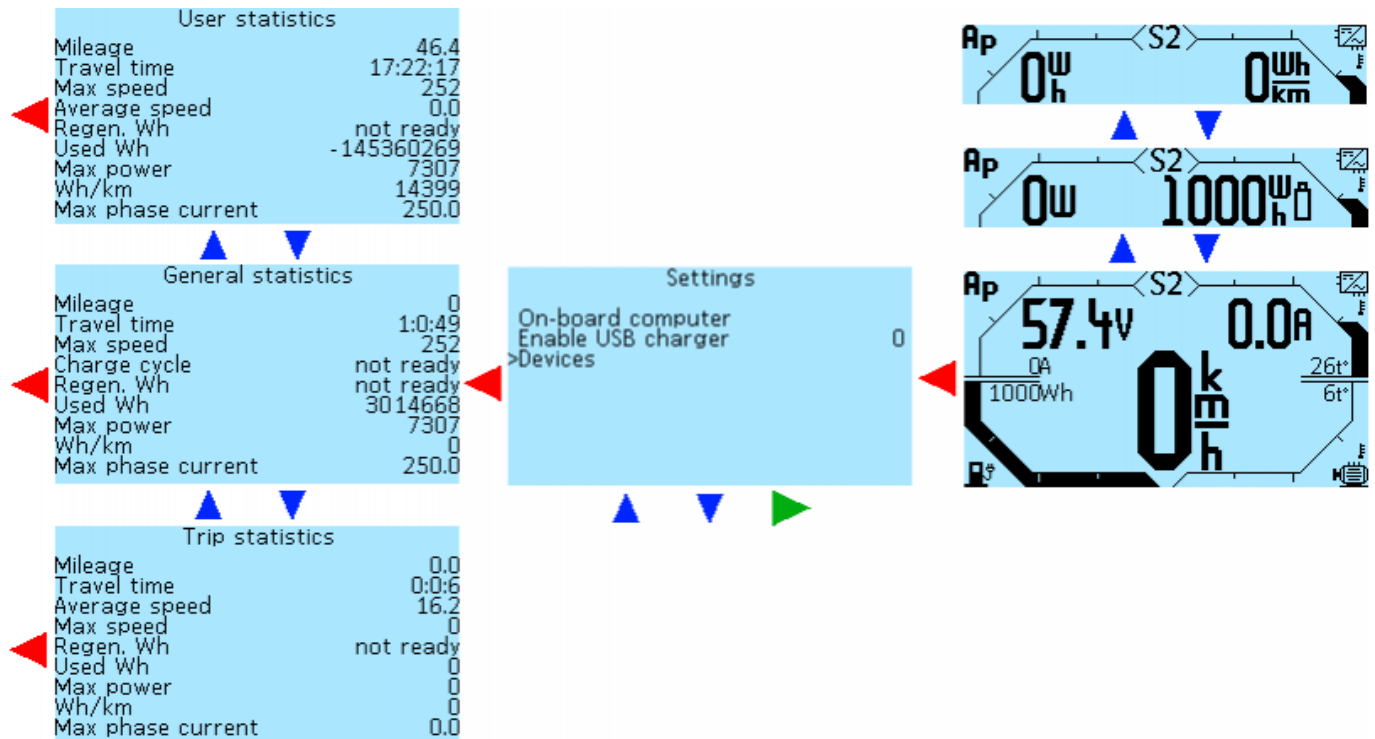 User statistics
Mileage 46.4
Travel time 17:22:17
Max speed 252
Average speed 0.0
Regen. Wh not ready
Used Wh -145360269
Max power 7307
Wh/km 14399
Max phase current 250.0
General statistics
Mileage 0
Travel time 1:0:49
Max speed 252
Charge cycle not ready
Regen. Wh not ready
Used Wh 3014668
Max power 7307
Wh/km 0
Max phase current 250.0
Trip statistics
Mileage 0.0
Travel time 0:0:6
Average speed 16.2
Max speed 0
Regen. Wh not ready
Used Wh 0
Max power 0
Wh/km 0
Max phase current 0.0
Settings
On-board computer
Enable USB charger 0
>Devices
Ap S2
0Wh 0Wh/km
Ap S2
0W 1000Wh
Ap S2
57.4V 0.0A
0A 26t°
1000Wh 6t°
0km/h